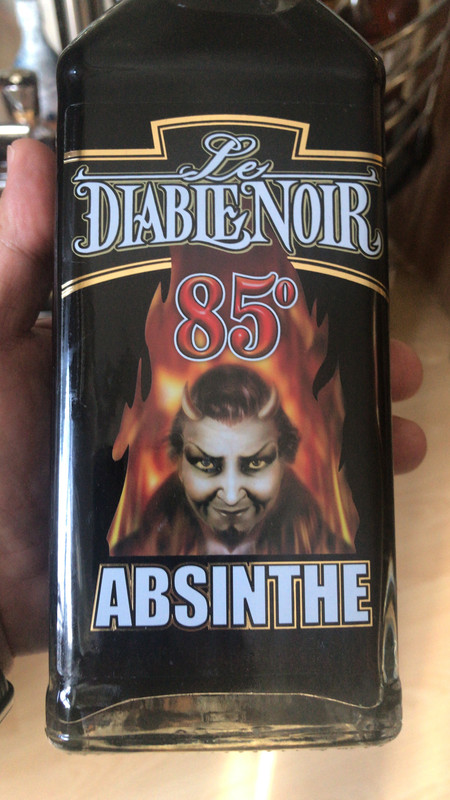 Le
DIABLE NOIR
85°
ABSINTHE